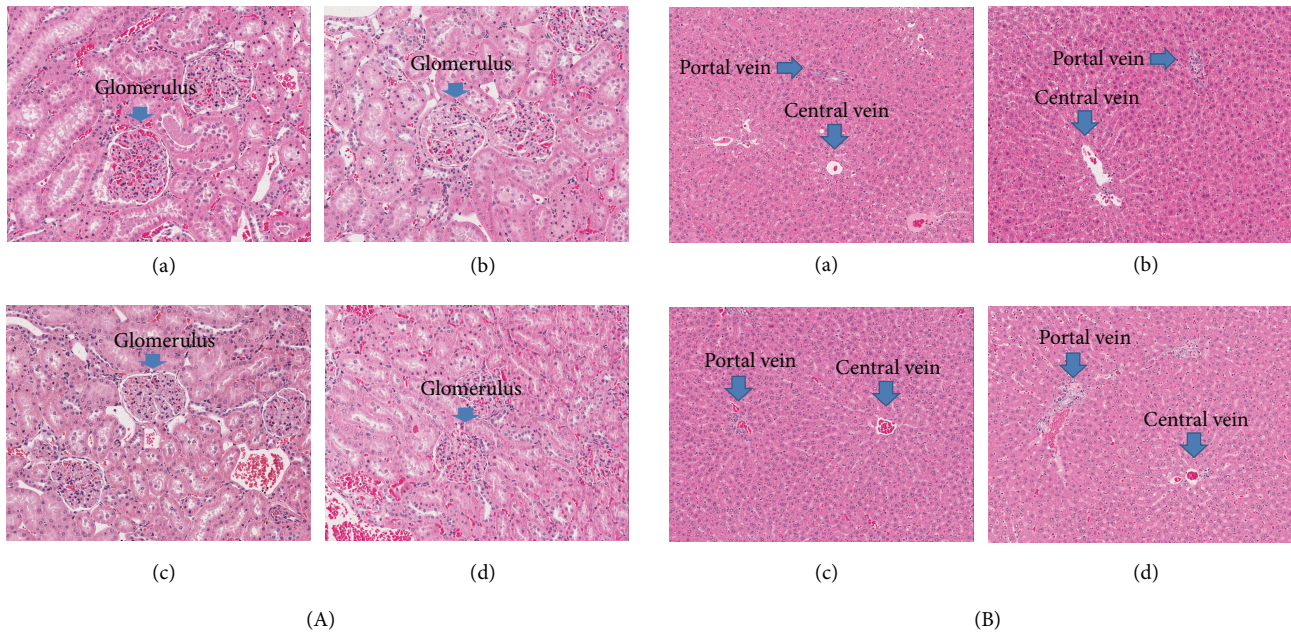 Glomerulus
(a)
Glomerulus
(b)
Glomerulus
(c)
Glomerulus
(d)
(A)
Portal vein
Central vein
(a)
Portal vein
Central vein
(b)
Portal vein
Central vein
(c)
Portal vein
Central vein
(d)
(B)